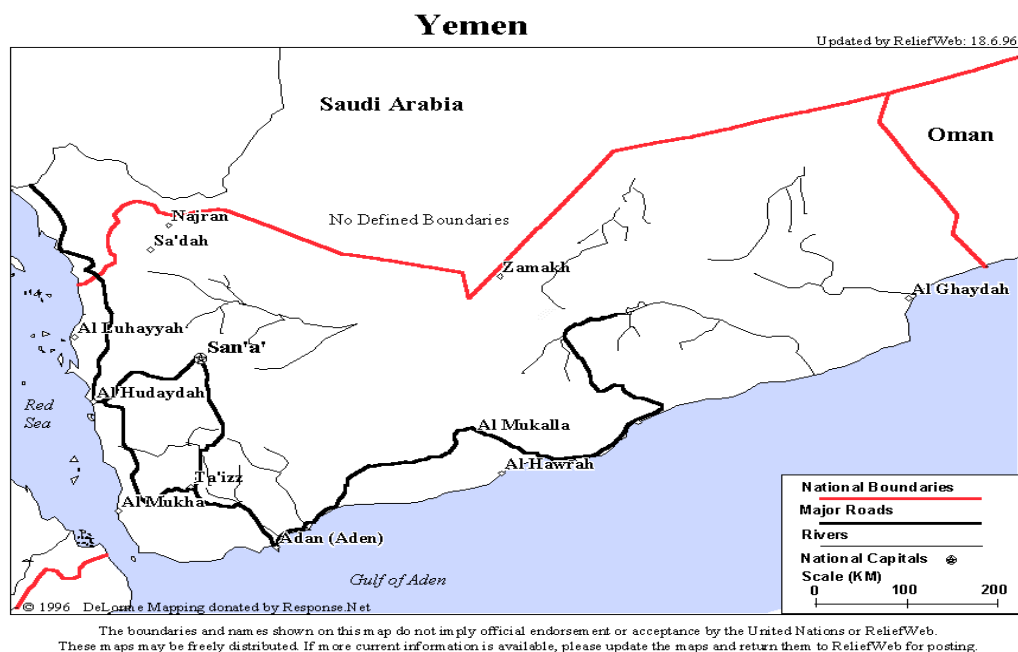 Yemen
Updated by ReliefWeb: 18.6.96
Saudi Arabia
Oman
No Defined Boundaries
Najran
Sa'dah
Zamakh
Al Ghaydah
Al Luhayyah
San'a'
Al Hudaydah
Red
Sea
Al Mukalla
Al Hawrah
Ta'izz
Al Mukha
Adan (Aden)
Gulf of Aden
National Boundaries
Major Roads
Rivers
National Capitals
Scale (KM)
0 100 200
© 1996 DeLorme Mapping donated by Response.Net
The boundaries and names shown on this map do not imply official endorsement or acceptance by the United Nations or ReliefWeb.
These maps may be freely distributed. If more current information is available, please update the maps and return them to ReliefWeb for posting.